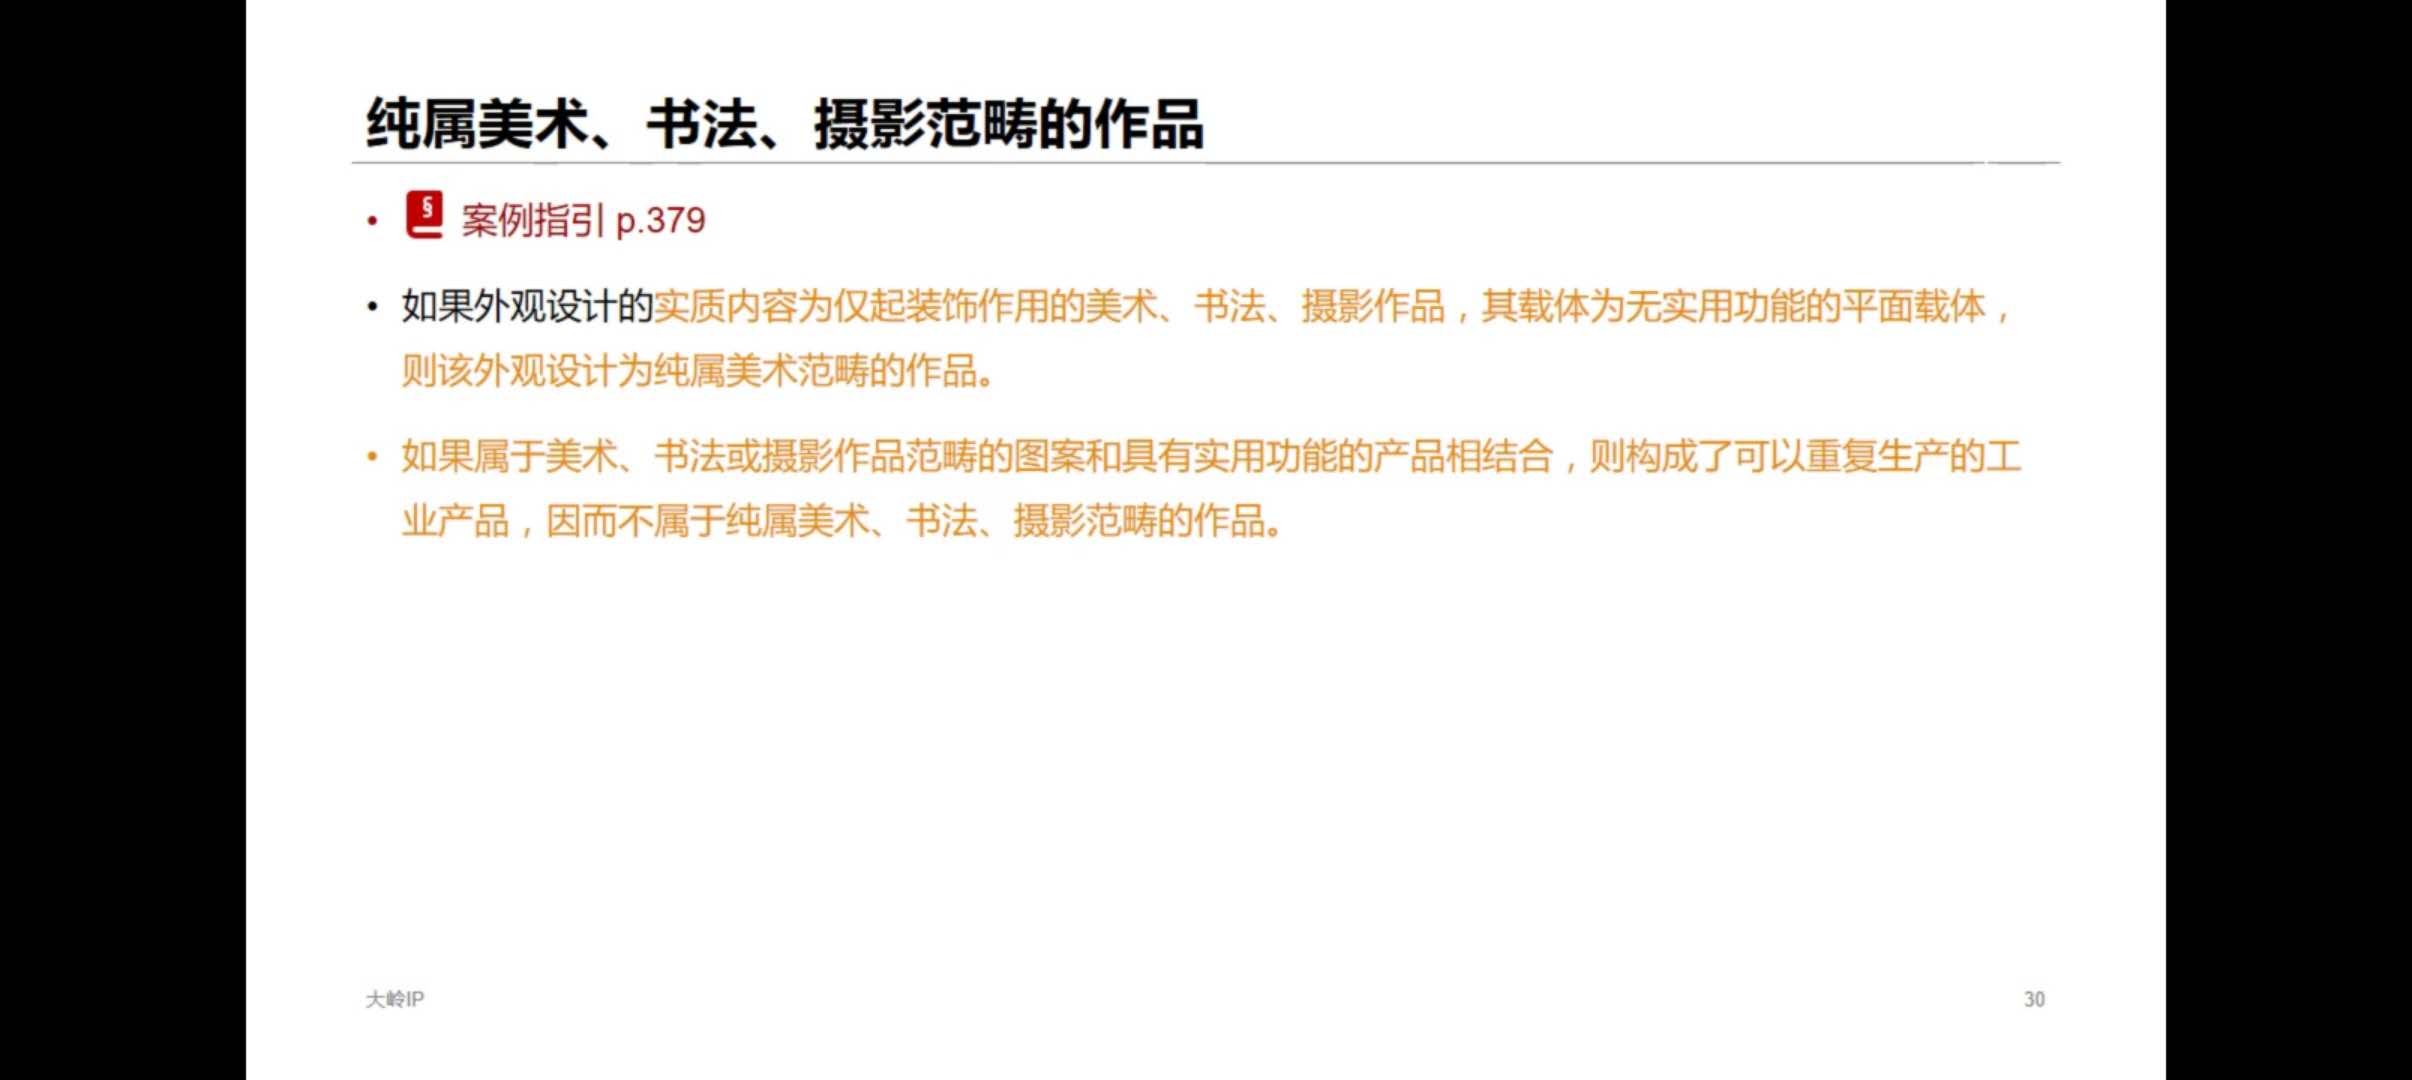 纯属美术、书法、摄影范畴的作品
• § 案例指引 p.379
• 如果外观设计的实质内容为仅起装饰作用的美术、书法、摄影作品，其载体为无实用功能的平面载体，
则该外观设计为纯属美术范畴的作品。
• 如果属于美术、书法或摄影作品范畴的图案和具有实用功能的产品相结合，则构成了可以重复生产的工
业产品，因而不属于纯属美术、书法、摄影范畴的作品。
大岭IP
30